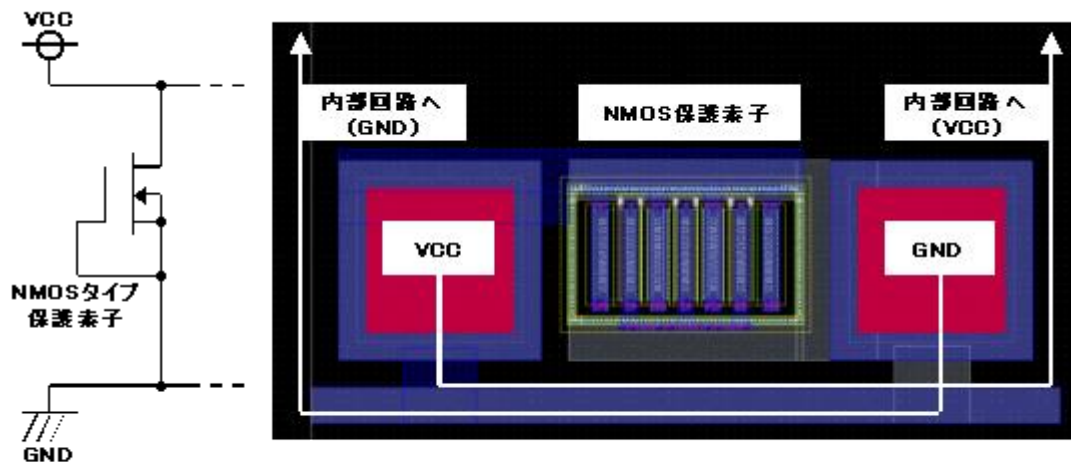 VCC
NMOSタイプ
保護素子
GND
内部回路へ
(GND)
NMOS保護素子
内部回路へ
(VCC)
VCC
GND